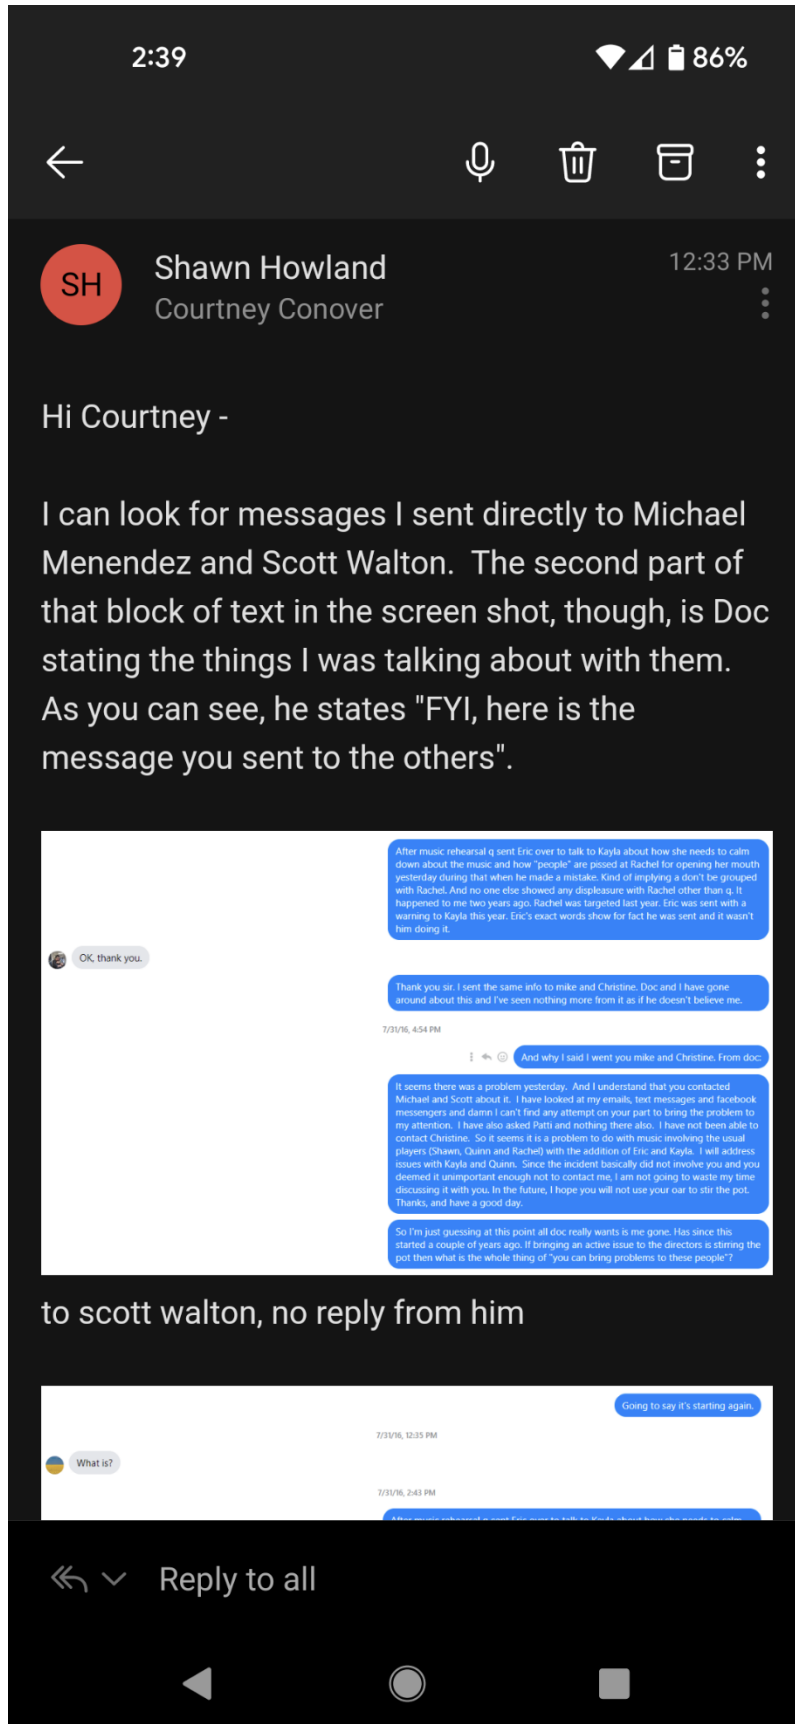 2:39
86%
SH
Shawn Howland
12:33 PM
Courtney Conover
Hi Courtney -
I can look for messages I sent directly to Michael
Menendez and Scott Walton.  The second part of
that block of text in the screen shot, though, is Doc
stating the things I was talking about with them.
As you can see, he states "FYI, here is the
message you sent to the others".
After music rehearsal q sent Eric over to talk to Kayla about how she needs to calm
down about the music and how "people" are pissed at Rachel for opening her mouth
yesterday during that when he made a mistake. Kind of implying a don't be grouped
with Rachel. And no one else showed any displeasure with Rachel other than q. It
happened to me two years ago. Rachel was targeted last year. Eric was sent with a
warning to Kayla this year. Eric's exact words show for fact he was sent and it wasn't
him doing it.
OK, thank you.
Thank you sir. I sent the same info to mike and Christine. Doc and I have gone
around about this and I've seen nothing more from it as if he doesn't believe me.
7/31/16, 4:54 PM
And why I said I went you mike and Christine. From doc:
It seems there was a problem yesterday.  And I understand that you contacted
Michael and Scott about it.  I have looked at my emails, text messages and facebook
messengers and damn I can't find any attempt on your part to bring the problem to
my attention.  I have also asked Patti and nothing there also.  I have not been able to
contact Christine.  So it seems it is a problem to do with music involving the usual
players (Shawn, Quinn and Rachel) with the addition of Eric and Kayla.  I will address
issues with Kayla and Quinn.  Since the incident basically did not involve you and you
deemed it unimportant enough not to contact me, I am not going to waste my time
discussing it with you. In the future, I hope you will not use your oar to stir the pot.
Thanks, and have a good day.
So I'm just guessing at this point all doc really wants is me gone. Has since this
started a couple of years ago. If bringing an active issue to the directors is stirring the
pot then what is the whole thing of "you can bring problems to these people"?
to scott walton, no reply from him
Going to say it's starting again.
7/31/16, 12:35 PM
What is?
7/31/16, 2:43 PM
After music rehearsal q sent Eric over to talk to Kayla about how she needs to calm
Reply to all